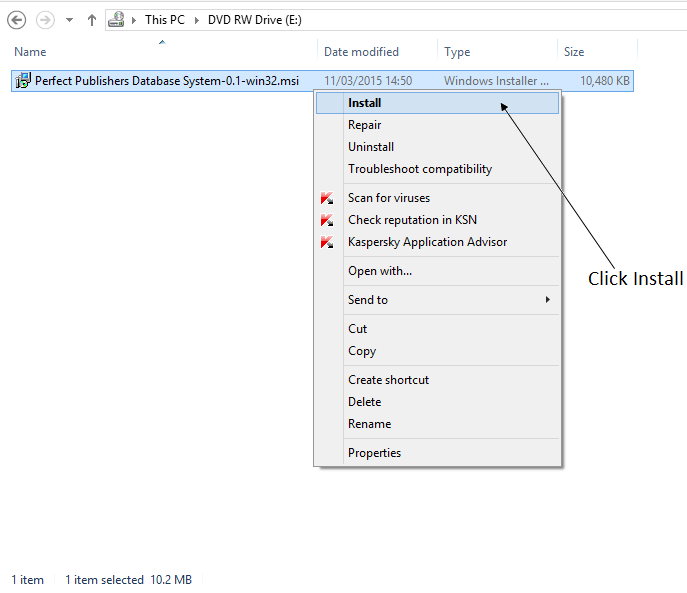 This PC DVD RW Drive (E:)
Name Date modified Type Size
Perfect Publishers Database System-0.1-win32.msi 11/03/2015 14:50 Windows Installer ... 10,480 KB
Install
Repair
Uninstall
Troubleshoot compatibility
Scan for viruses
Check reputation in KSN
Kaspersky Application Advisor
Open with...
Send to
Cut
Copy
Create shortcut
Delete
Rename
Properties
Click Install
1 item 1 item selected 10.2 MB